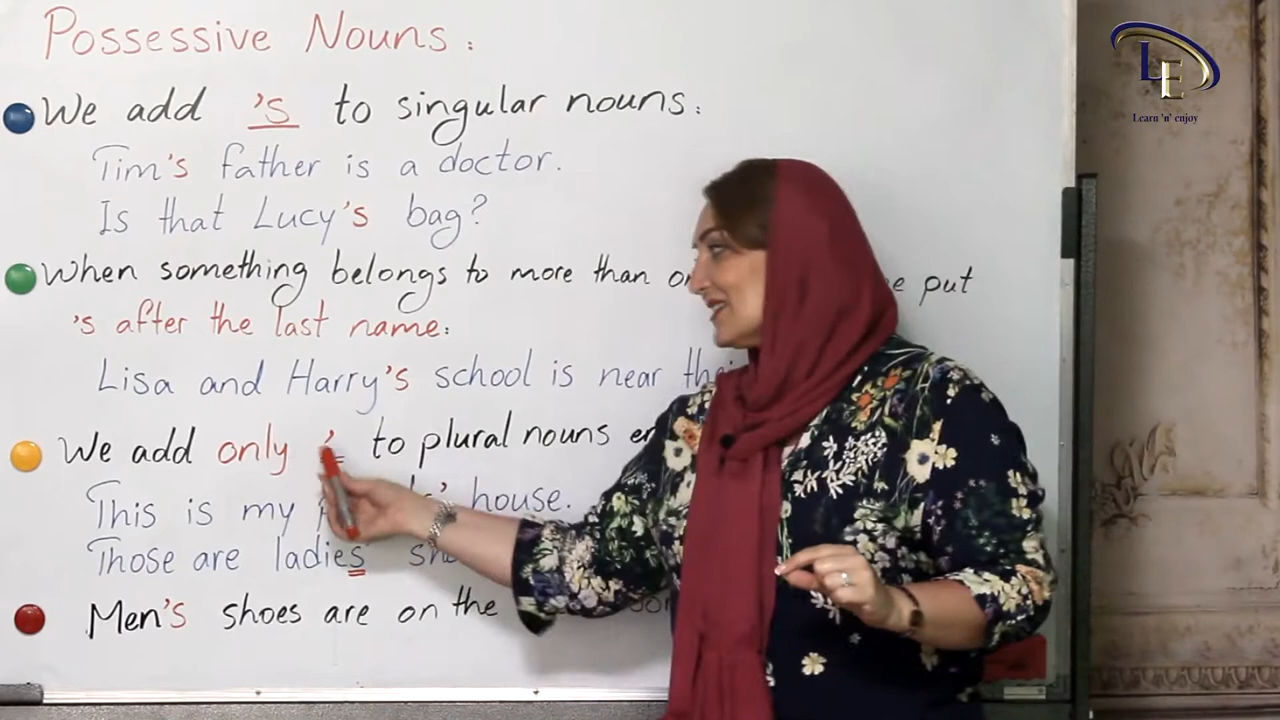 Possessive Nouns:
We add 's to singular nouns:
Tim's father is a doctor.
Is that Lucy's bag?
When something belongs to more than put
's after the last name:
Lisa and Harry's school is near
We add only ' to plural nouns
This is my house.
Those are ladies
Men's shoes are on the
LE
Learn 'n' enjoy